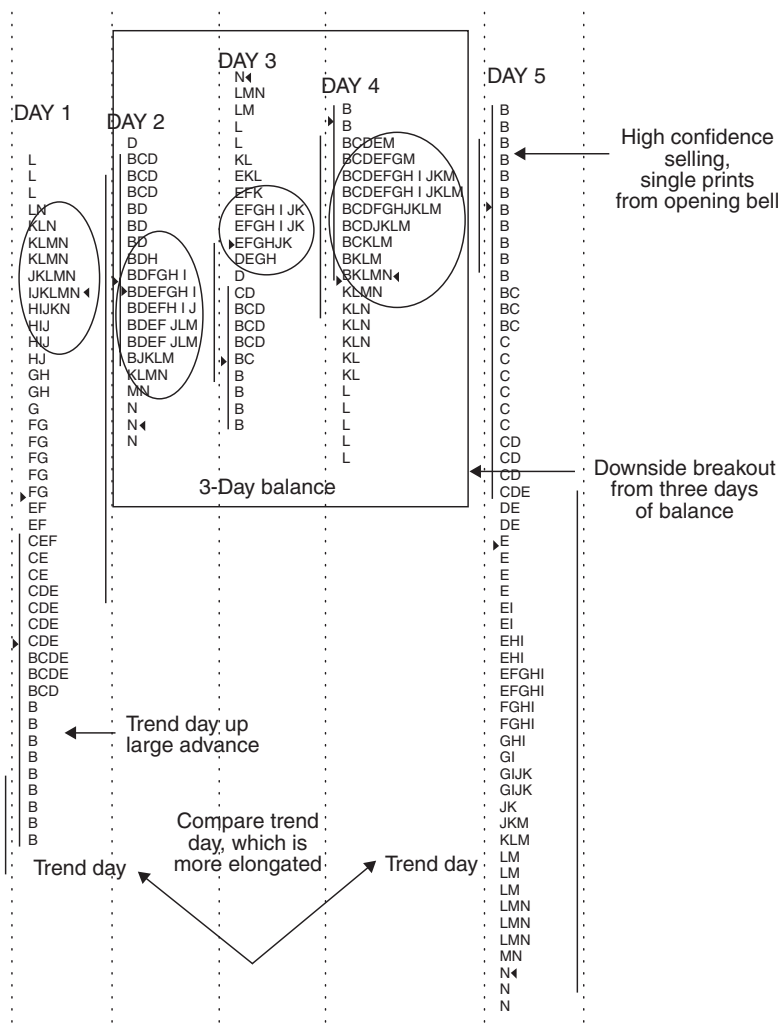 DAY 1
L
L
L
LN
KLN
KLMN
KLMN
JKLMN
IJKLMN
HIJKN
HIJ
HIJ
HJ
GH
GH
G
FG
FG
FG
FG
FG
EF
EF
CEF
CE
CE
CDE
CDE
CDE
CDE
BCDE
BCDE
BCD
B
B
B
B
B
B
B
B
B
Trend day up
large advance
Trend day
DAY 2
D
BCD
BCD
BCD
BD
BD
BD
BDH
BDFGH I
BDEFGH I
BDEFH I J
BDEF JLM
BDEF JLM
BJKLM
KLMN
MN
N
N
N
DAY 3
N
LMN
LM
L
L
KL
EKL
EFK
EFGH I JK
EFGH I JK
EFGHJK
DEGH
D
CD
BCD
BCD
BCD
BC
B
B
B
B
DAY 4
B
B
BCDEM
BCDEFGM
BCDEFGH I JKM
BCDEFGH I JKLM
BCDFGHJKLM
BCDJKLM
BCKLM
BKLM
BKLMN
KLMN
KLN
KLN
KLN
KL
KL
L
L
L
L
L
3-Day balance
Compare trend
day, which is
more elongated
Trend day
DAY 5
B
B
B
B
B
B
B
B
B
B
B
BC
BC
BC
C
C
C
C
C
C
CD
CD
CD
CDE
DE
DE
E
E
E
E
EI
EI
EHI
EHI
EFGHI
EFGHI
FGHI
FGHI
GHI
GI
GIJK
GIJK
JK
JKM
KLM
LM
LM
LM
LMN
LMN
LMN
MN
N
N
N
High confidence
selling,
single prints
from opening bell
Downside breakout
from three days
of balance